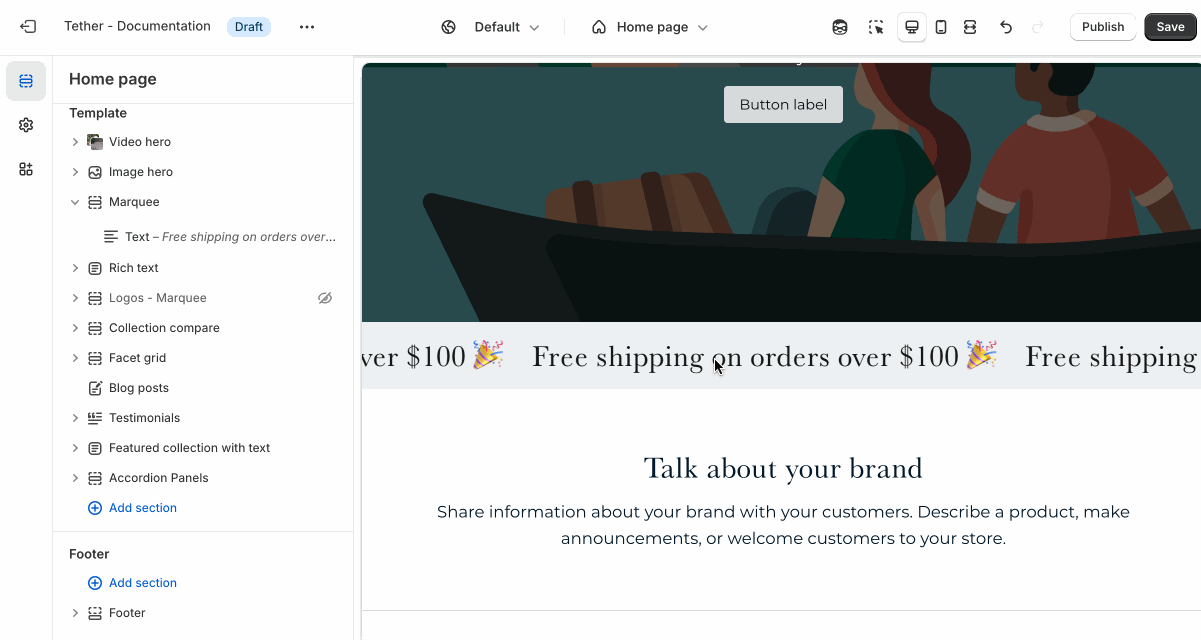 Tether - Documentation Draft Default Home page Publish Save
Home page
Template
Video hero
Image hero
Marquee
Text – Free shipping on orders over...
Rich text
Logos - Marquee
Collection compare
Facet grid
Blog posts
Testimonials
Featured collection with text
Accordion Panels
Add section
Footer
Add section
Footer
Button label
ver $100 🎉 Free shipping on orders over $100 🎉 Free shipping
Talk about your brand
Share information about your brand with your customers. Describe a product, make
announcements, or welcome customers to your store.